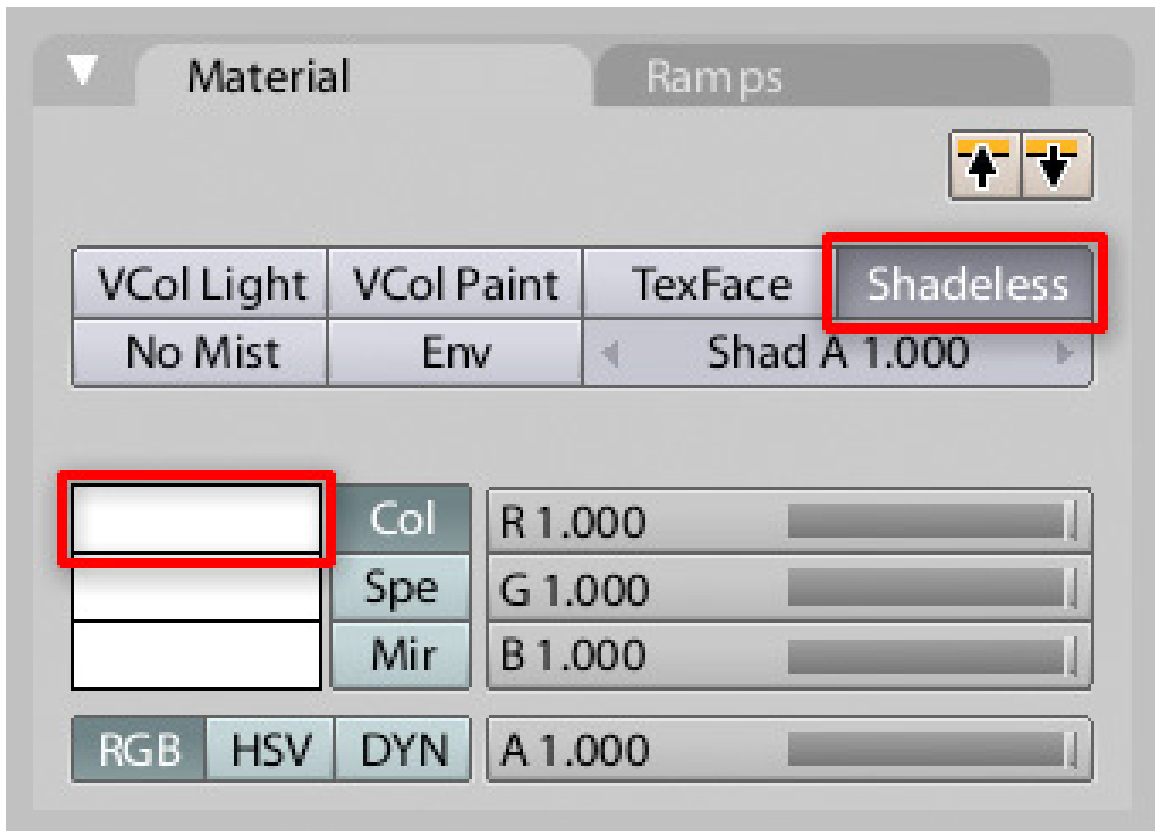 Material Ramps
VCol Light VCol Paint TexFace Shadeless
No Mist Env Shad A 1.000
Col R 1.000
Spe G 1.000
Mir B 1.000
RGB HSV DYN A 1.000